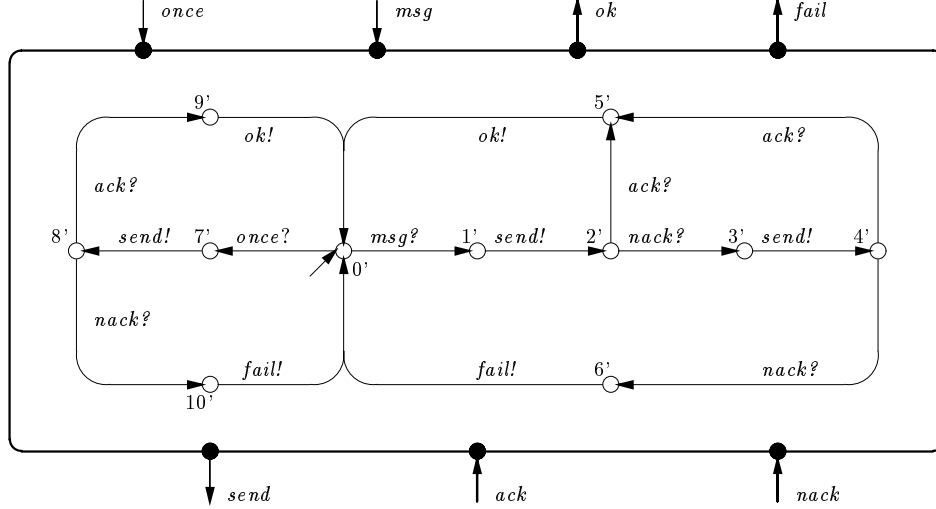 once msg ok fail
9' 5'
ok! ok! ack?
ack? ack?
8' send! 7' once? msg? 1' send! 2' nack? 3' send! 4'
0'
nack?
fail! fail! 6' nack?
10'
send ack nack